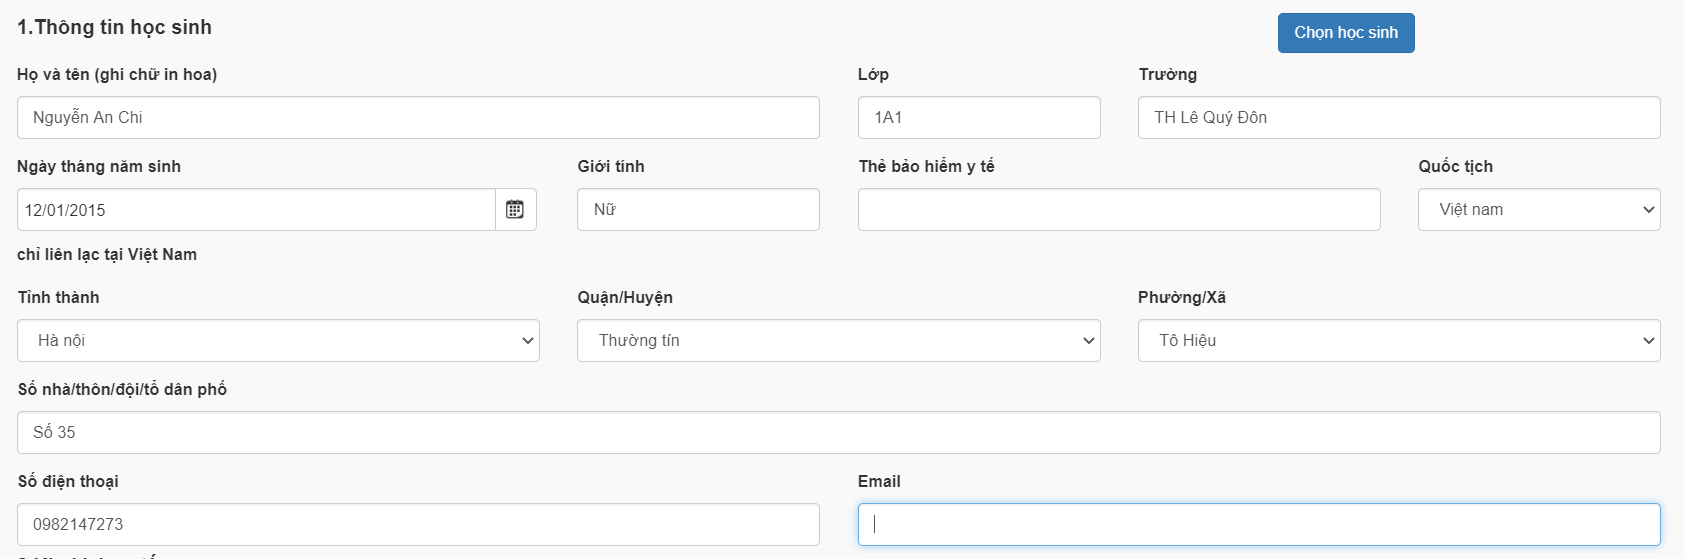 1.Thông tin học sinh
Chọn học sinh
Họ và tên (ghi chữ in hoa)
Lớp
Trường
Nguyễn An Chi
1A1
TH Lê Quý Đôn
Ngày tháng năm sinh
Giới tính
Thẻ bảo hiểm y tế
Quốc tịch
12/01/2015
Nữ
Việt nam
chỉ liên lạc tại Việt Nam
Tỉnh thành
Quận/Huyện
Phường/Xã
Hà nội
Thường tín
Tô Hiệu
Số nhà/thôn/đội/tổ dân phố
Số 35
Số điện thoại
Email
0982147273